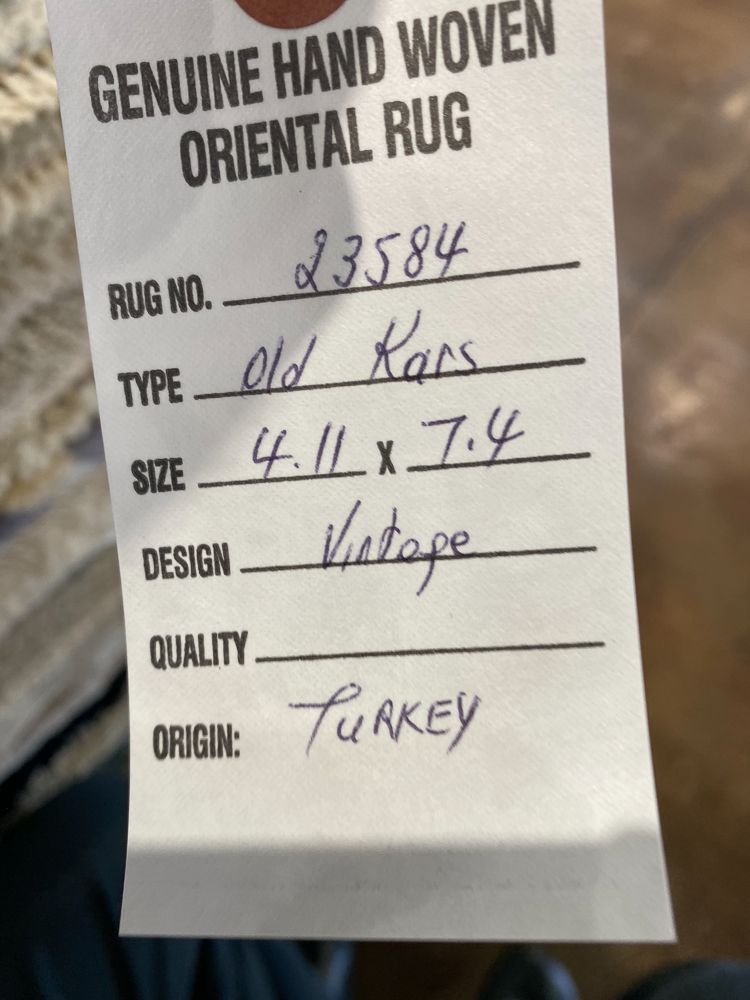 GENUINE HAND WOVEN
ORIENTAL RUG
RUG NO. 23584
TYPE Old Kars
SIZE 4.11 X 7.4
DESIGN Vintage
QUALITY
ORIGIN: TURKEY